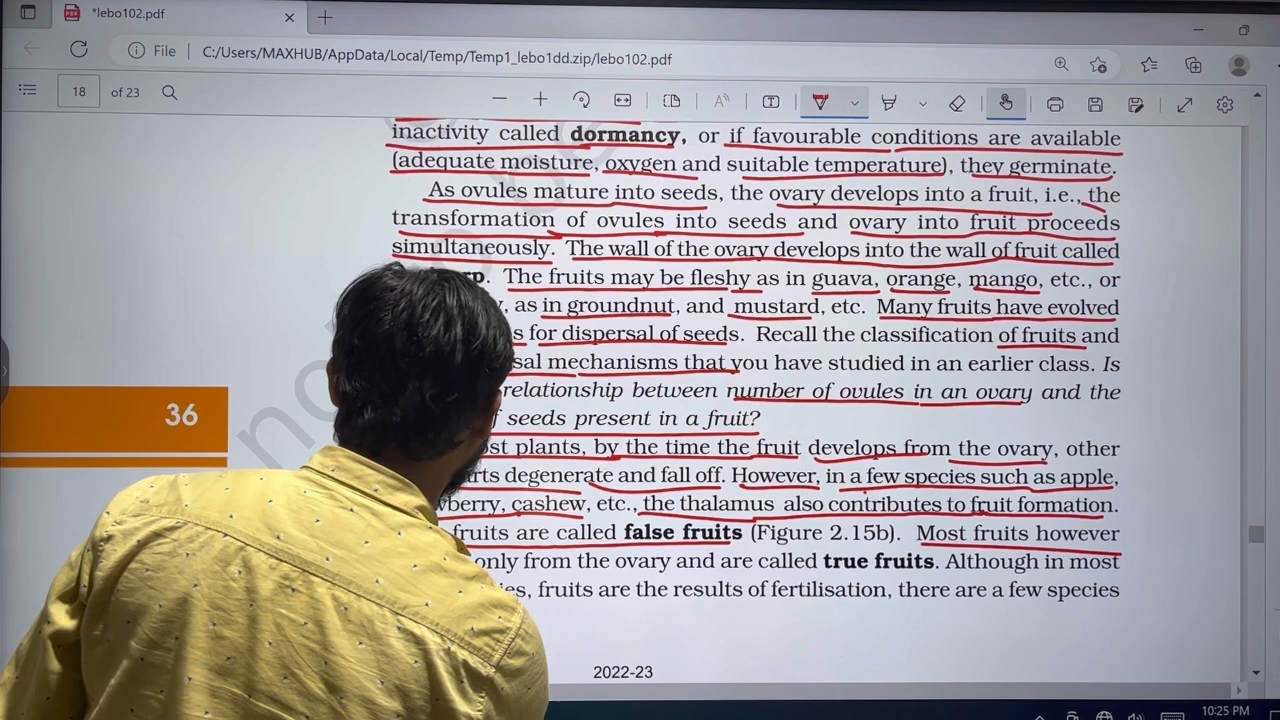 *lebo102.pdf
File C:/Users/MAXHUB/AppData/Local/Temp/Temp1_lebo1dd.zip/lebo102.pdf
18 of 23
inactivity called dormancy, or if favourable conditions are available
(adequate moisture, oxygen and suitable temperature), they germinate.
As ovules mature into seeds, the ovary develops into a fruit, i.e., the
transformation of ovules into seeds and ovary into fruit proceeds
simultaneously. The wall of the ovary develops into the wall of fruit called
The fruits may be fleshy as in guava, orange, mango, etc., or
as in groundnut, and mustard, etc. Many fruits have evolved
for dispersal of seeds. Recall the classification of fruits and
mechanisms that you have studied in an earlier class. Is
relationship between number of ovules in an ovary and the
36
seeds present in a fruit?
plants, by the time the fruit develops from the ovary, other
degenerate and fall off. However, in a few species such as apple,
cashew, etc., the thalamus also contributes to fruit formation.
fruits are called false fruits (Figure 2.15b). Most fruits however
only from the ovary and are called true fruits. Although in most
fruits are the results of fertilisation, there are a few species
2022-23
10:25 PM